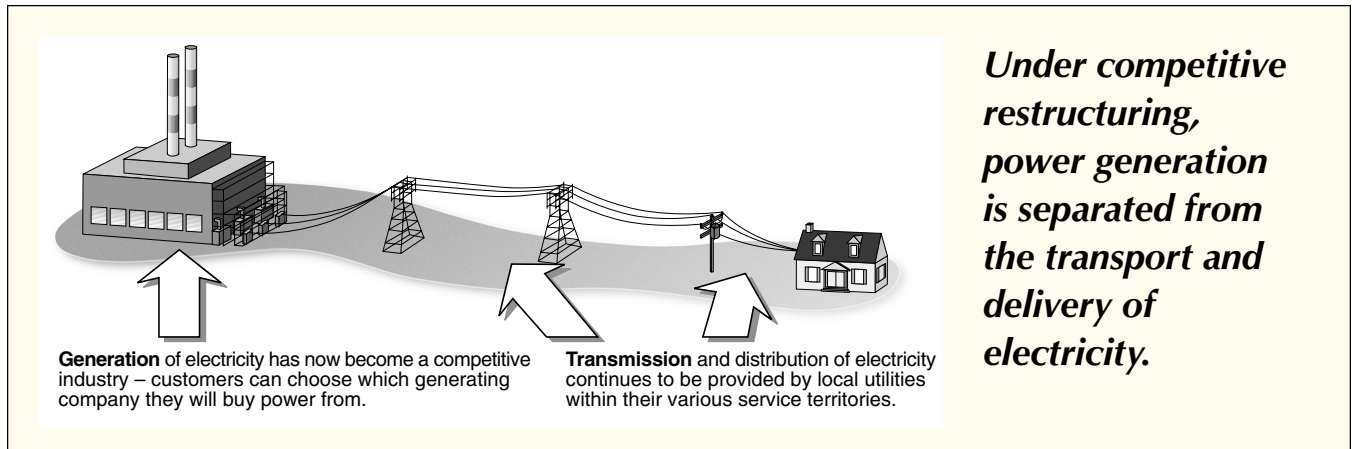 Under competitive
restructuring,
power generation
is separated from
the transport and
delivery of
electricity.
Generation of electricity has now become a competitive
industry – customers can choose which generating
company they will buy power from.
Transmission and distribution of electricity
continues to be provided by local utilities
within their various service territories.